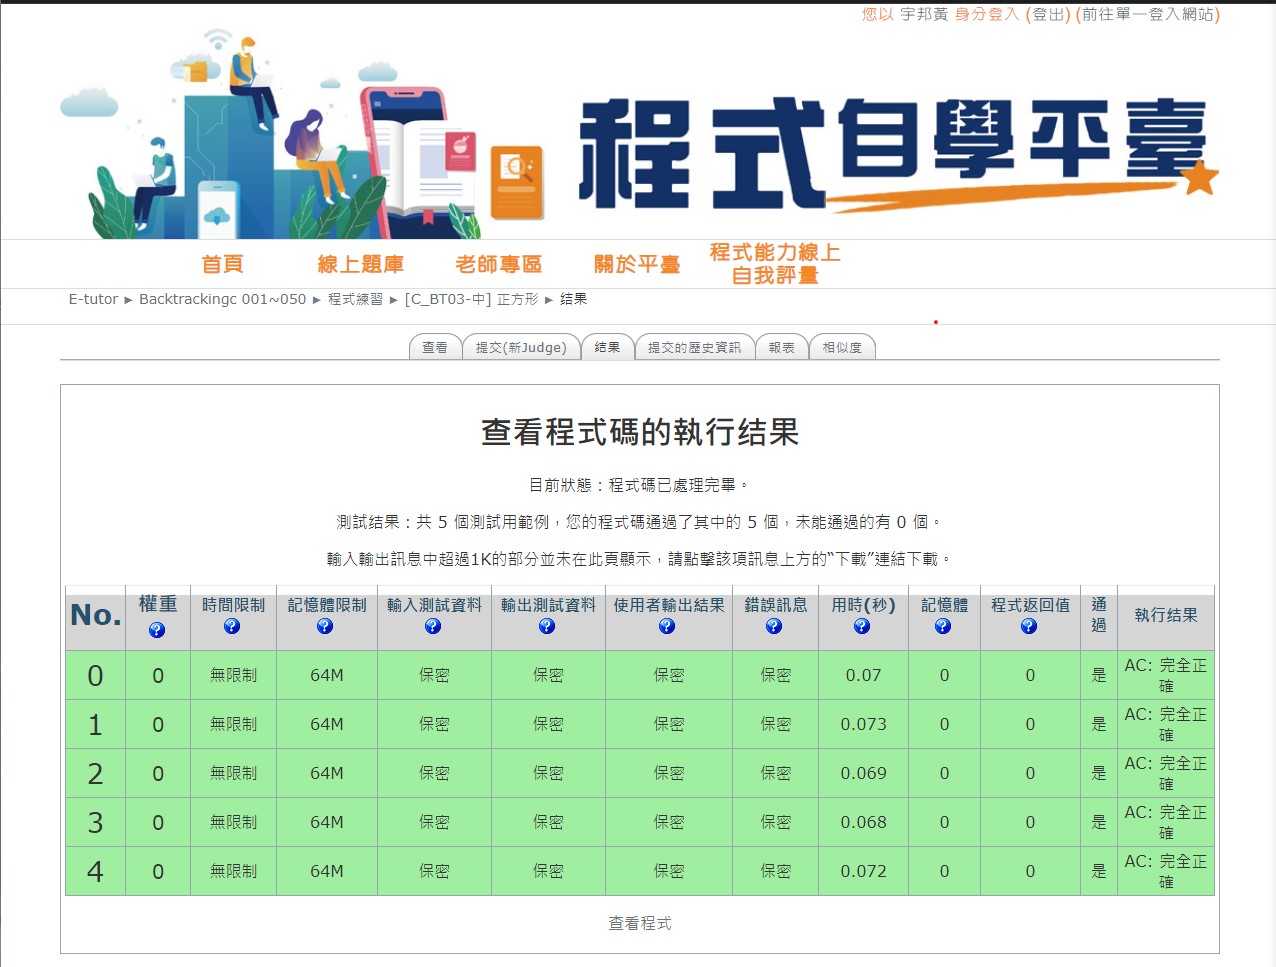 您以 宇邦黃 身分登入 (登出) (前往單一登入網站)
程式自學平臺
首頁 線上題庫 老師專區 關於平臺 程式能力線上
自我評量
E-tutor ► Backtrackingc 001~050 ► 程式練習 ► [C_BT03-中] 正方形 ► 结果
查看 提交(新Judge) 结果 提交的歷史資訊 報表 相似度
查看程式碼的執行结果
目前狀態：程式碼已處理完畢。
測試结果：共 5 個測試用範例，您的程式碼通過了其中的 5 個，未能通過的有 0 個。
輸入輸出訊息中超過1K的部分並未在此頁顯示，請點擊該項訊息上方的“下載”連結下載。
No. 權重 時間限制 記憶體限制 輸入測試資料 輸出測試資料 使用者輸出结果 錯誤訊息 用時(秒) 記憶體 程式返回值 通過 執行结果
0 0 無限制 64M 保密 保密 保密 保密 0.07 0 0 是 AC: 完全正確
1 0 無限制 64M 保密 保密 保密 保密 0.073 0 0 是 AC: 完全正確
2 0 無限制 64M 保密 保密 保密 保密 0.069 0 0 是 AC: 完全正確
3 0 無限制 64M 保密 保密 保密 保密 0.068 0 0 是 AC: 完全正確
4 0 無限制 64M 保密 保密 保密 保密 0.072 0 0 是 AC: 完全正確
查看程式